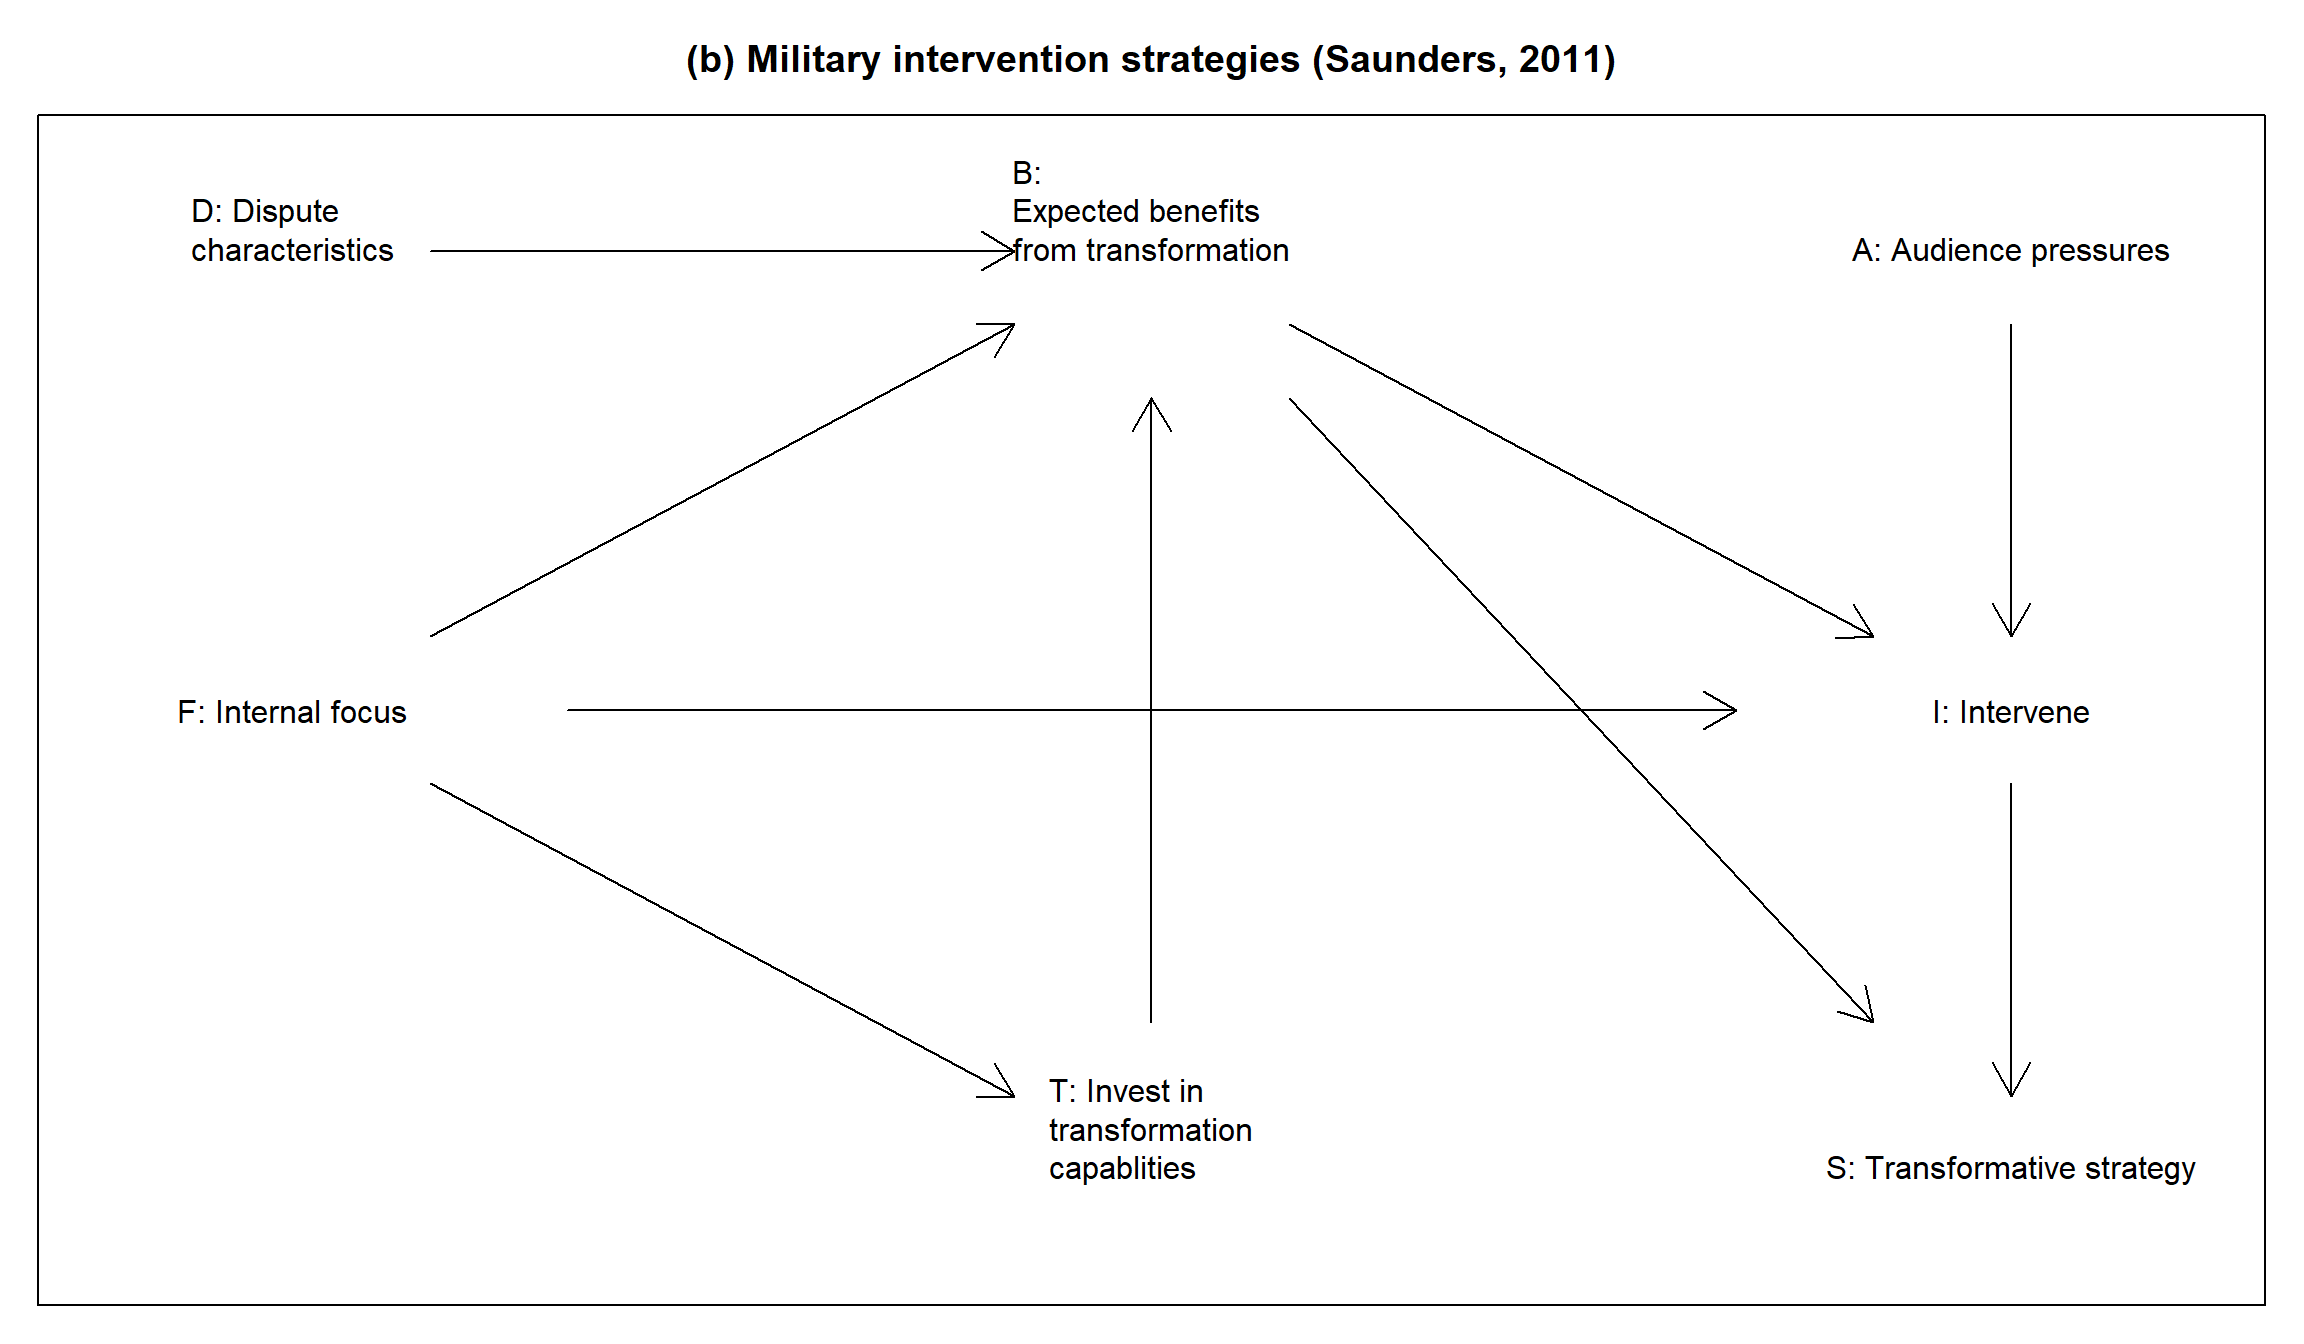 (b) Military intervention strategies (Saunders, 2011)
D: Dispute
characteristics
B:
Expected benefits
from transformation
A: Audience pressures
F: Internal focus
I: Intervene
T: Invest in
transformation
capablities
S: Transformative strategy